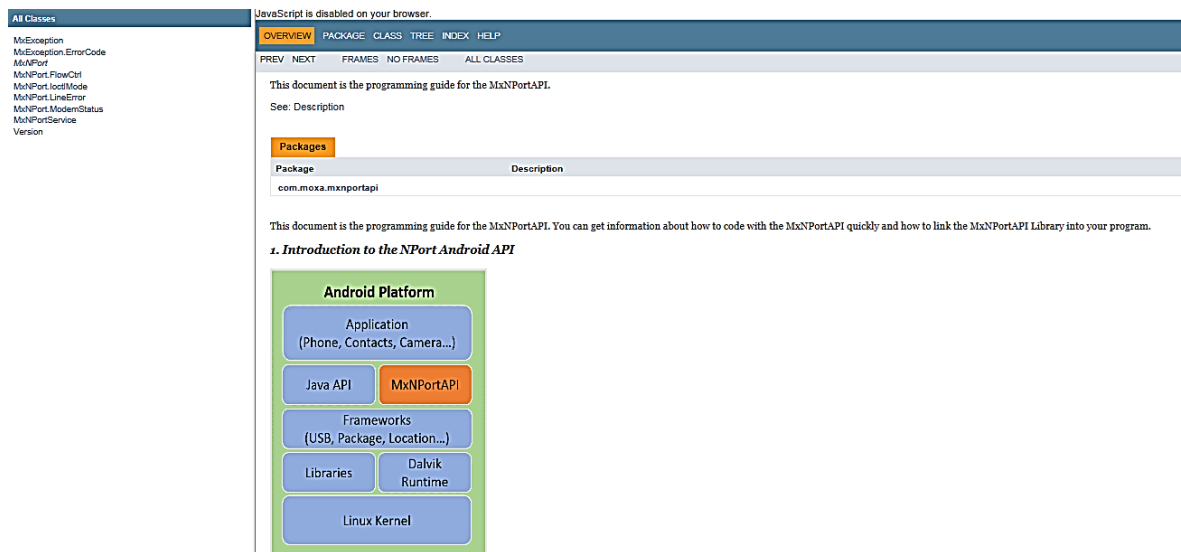 All Classes
MxException
MxException.ErrorCode
MxNPort
MxNPort.FlowCtrl
MxNPort.IoctlMode
MxNPort.LineError
MxNPort.ModemStatus
MxNPortService
Version
JavaScript is disabled on your browser.
OVERVIEW PACKAGE CLASS TREE INDEX HELP
PREV NEXT FRAMES NO FRAMES ALL CLASSES
This document is the programming guide for the MxNPortAPI.
See: Description
Packages
Package Description
com.moxa.mxnportapi
This document is the programming guide for the MxNPortAPI. You can get information about how to code with the MxNPortAPI quickly and how to link the MxNPortAPI Library into your program.
1. Introduction to the NPort Android API
Android Platform
Application
(Phone, Contacts, Camera...)
Java API MxNPortAPI
Frameworks
(USB, Package, Location...)
Libraries
Dalvik
Runtime
Linux Kernel